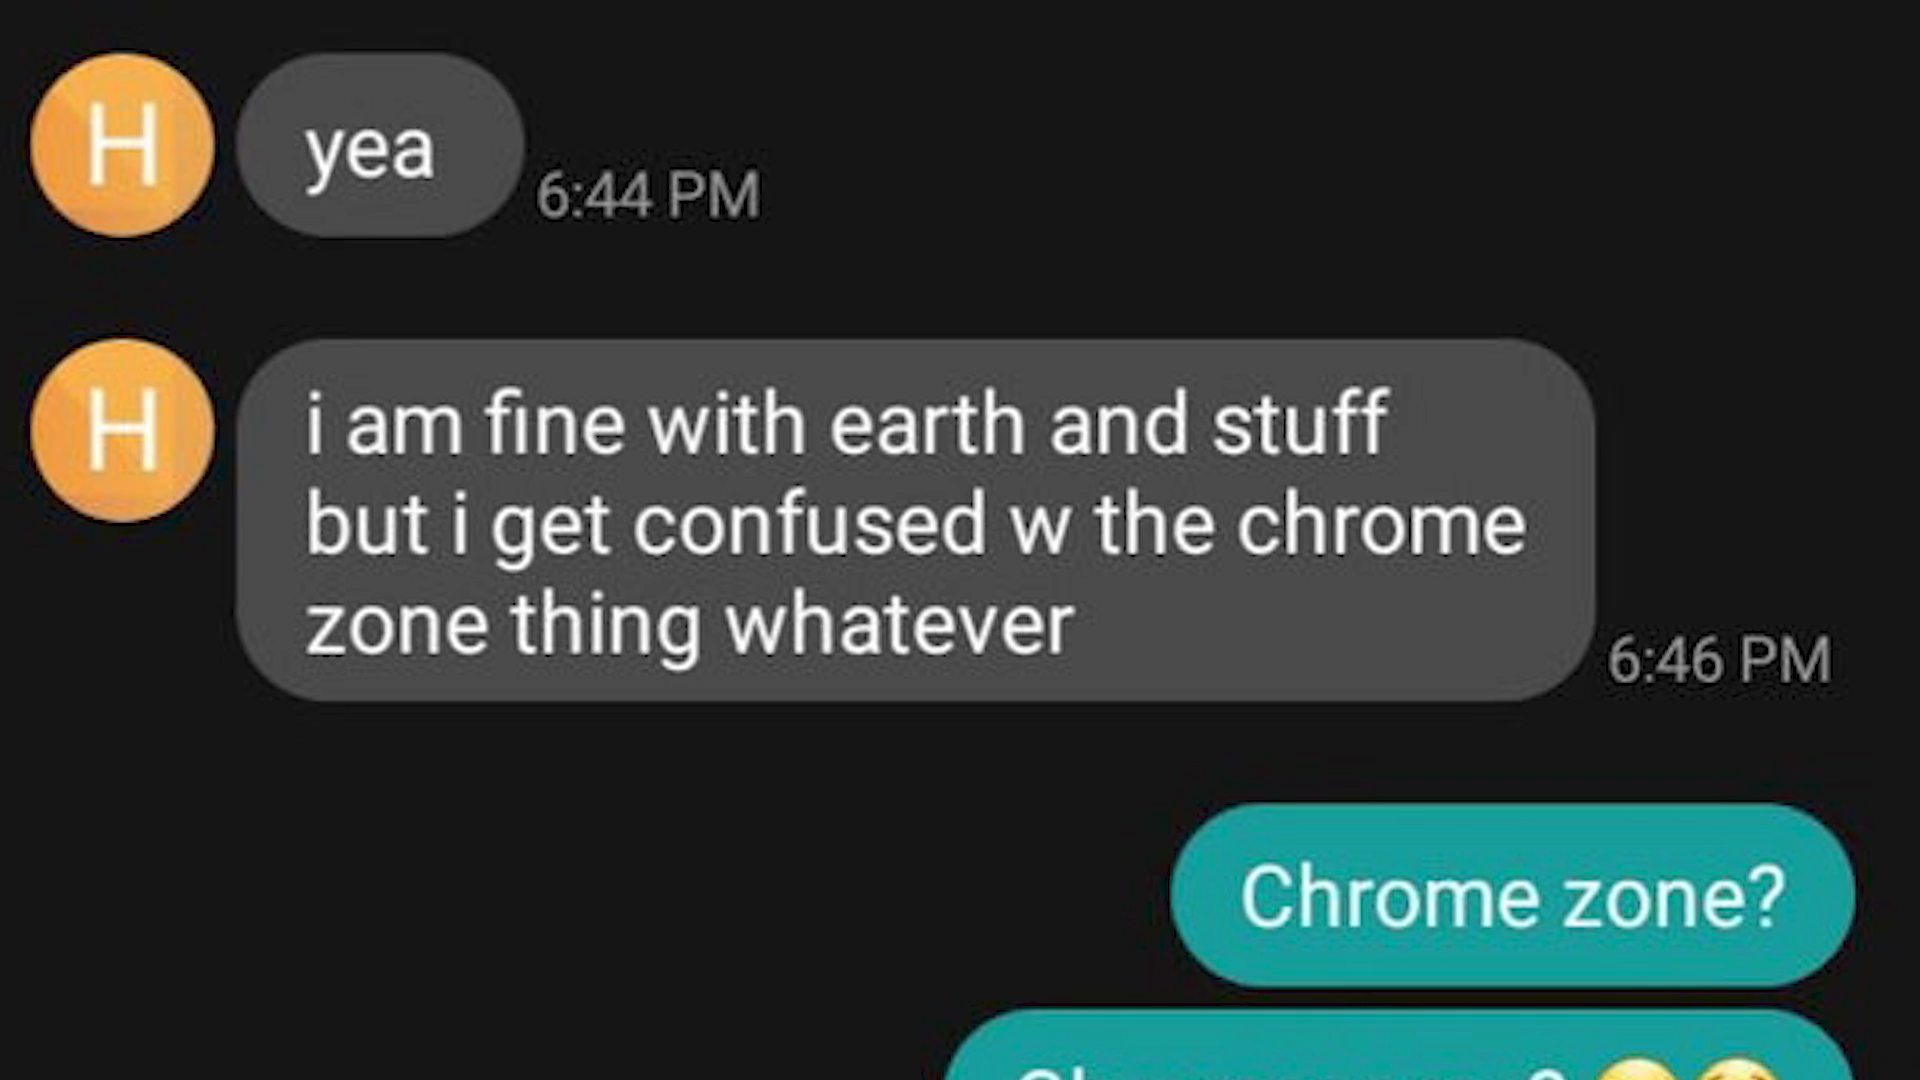 H
yea
6:44 PM
H
i am fine with earth and stuff
but i get confused w the chrome
zone thing whatever
6:46 PM
Chrome zone?